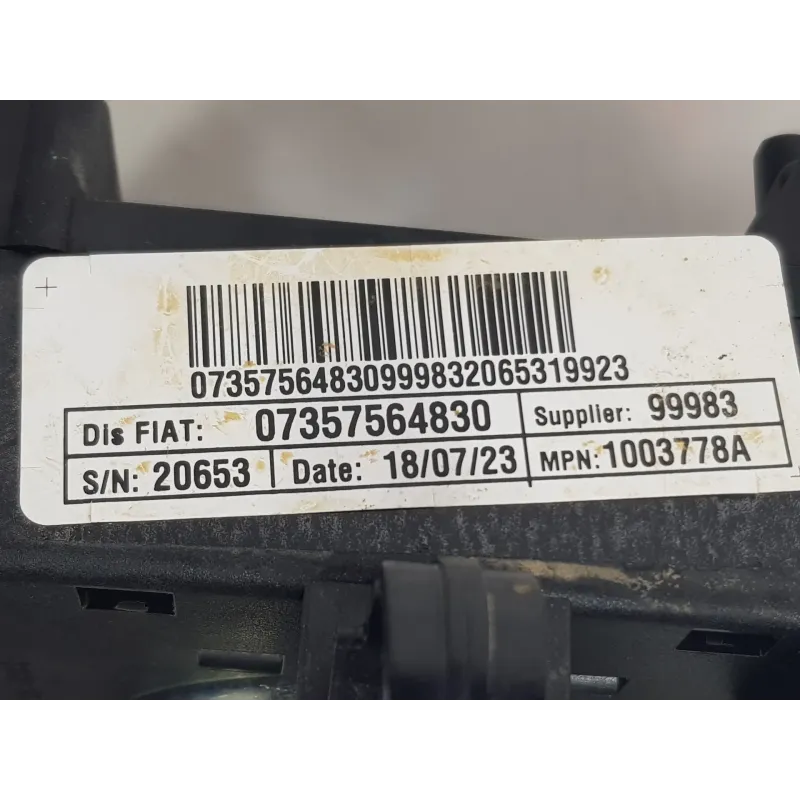 07357564830999832065319923
Dis FIAT: 07357564830 Supplier: 99983
S/N: 20653 Date: 18/07/23 MPN: 1003778A